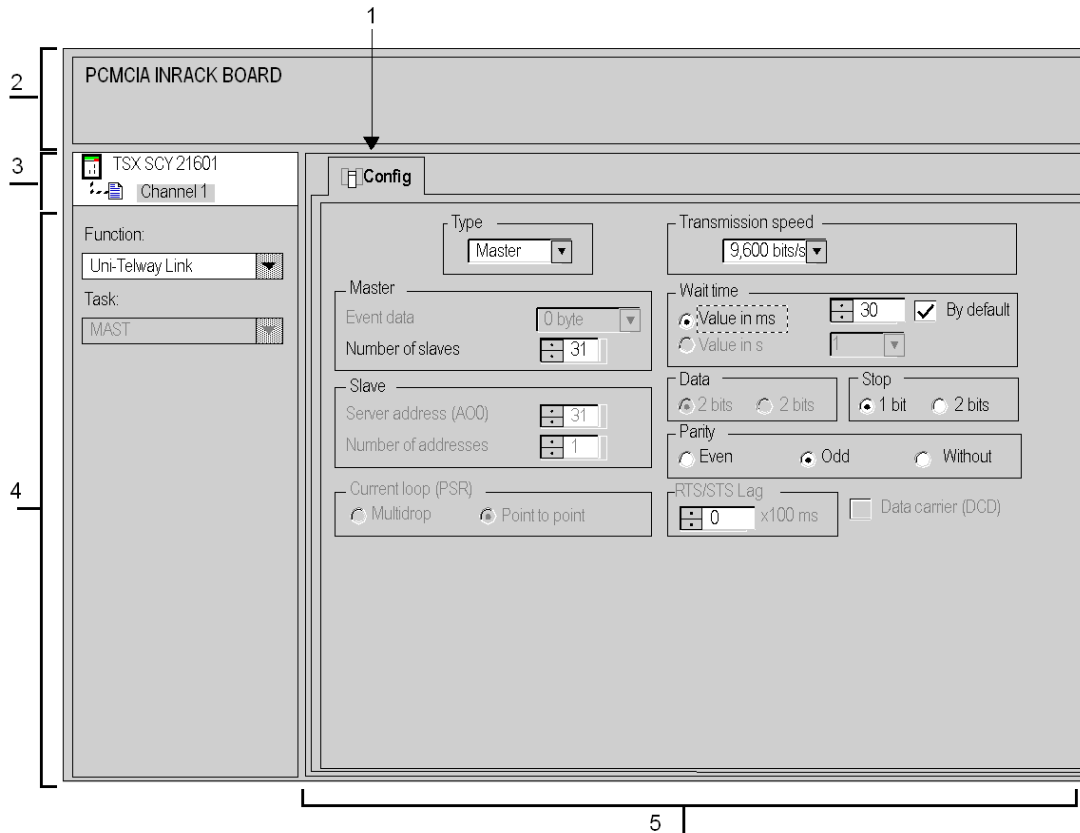 1
2
PCMCIA INRACK BOARD
3
TSX SCY 21601
Channel 1
Config
4
Function:
Uni-Telway Link
Task:
MAST
Type
Master
Transmission speed
9,600 bits/s
Master
Event data
0 byte
Number of slaves
31
Wait time
Value in ms
30
By default
Value in s
1
Slave
Server address (AO0)
31
Number of addresses
1
Data
2 bits
2 bits
Stop
1 bit
2 bits
Parity
Even
Odd
Without
Current loop (PSR)
Multidrop
Point to point
RTS/STS Lag
0
x100 ms
Data carrier (DCD)
5